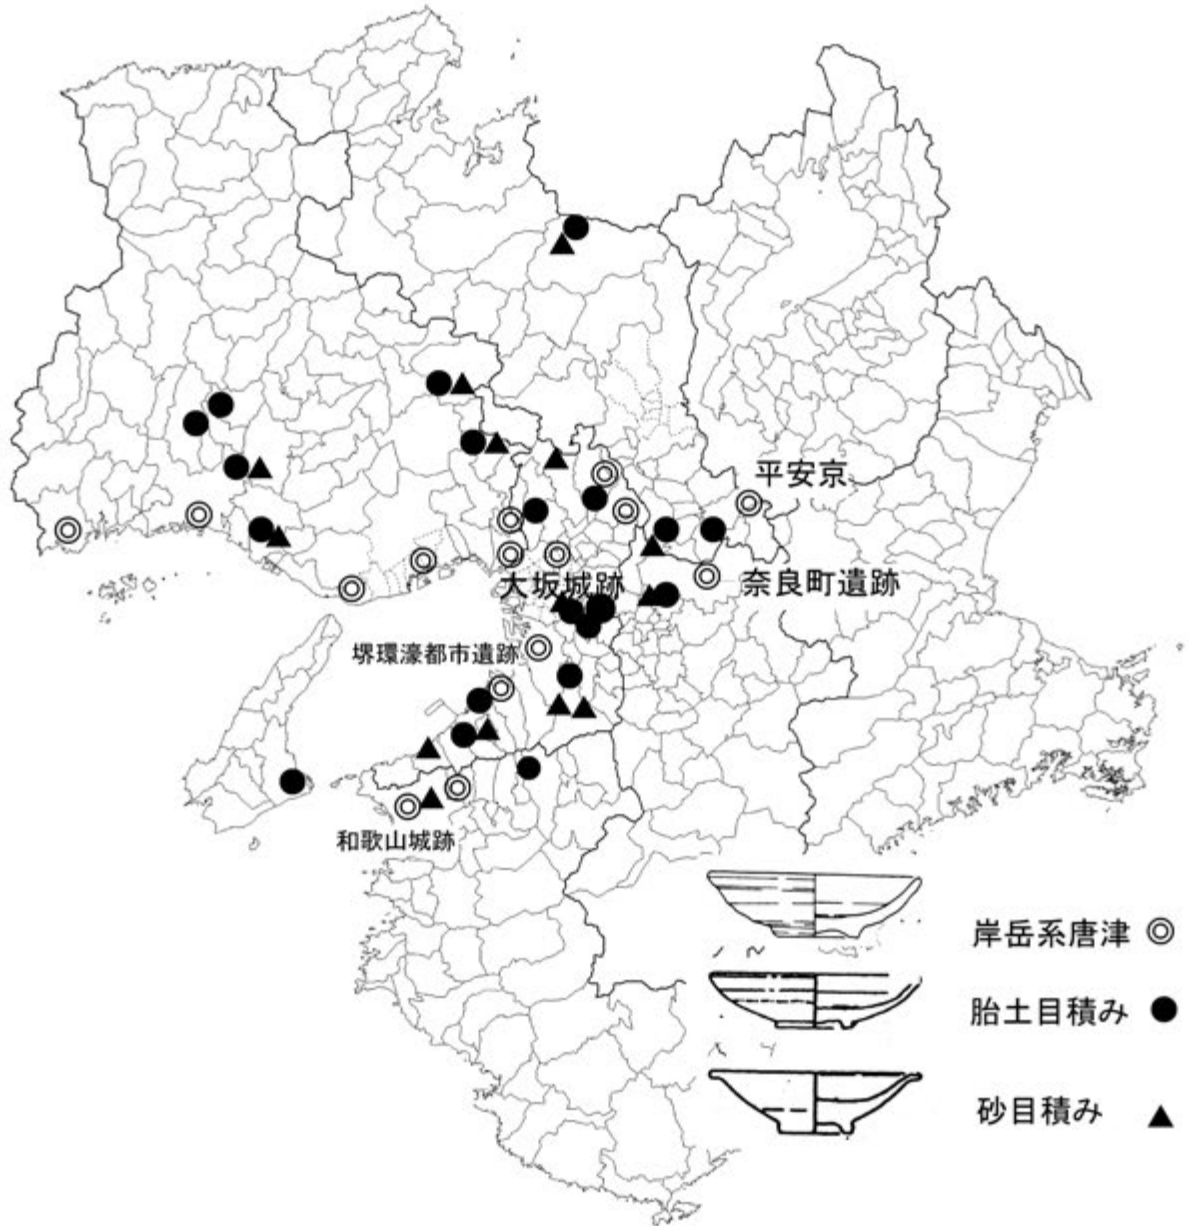 平安京
大坂城跡
奈良町遺跡
堺環濠都市遺跡
和歌山城跡
岸岳系唐津
胎土目積み
砂目積み